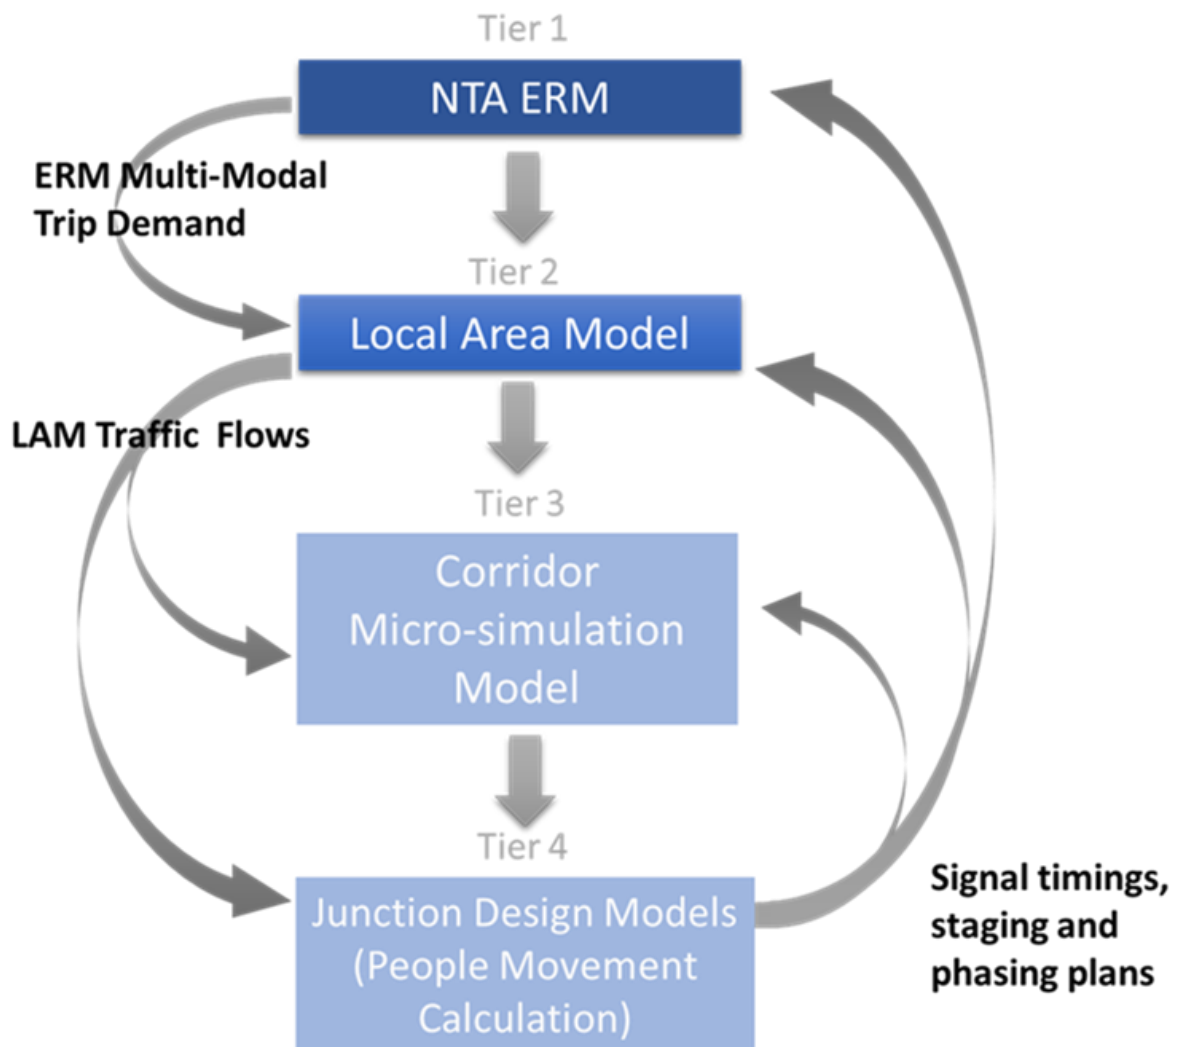 Tier 1
NTA ERM
ERM Multi-Modal
Trip Demand
Tier 2
Local Area Model
LAM Traffic  Flows
Tier 3
Corridor
Micro-simulation
Model
Tier 4
Junction Design Models
(People Movement
Calculation)
Signal timings,
staging and
phasing plans